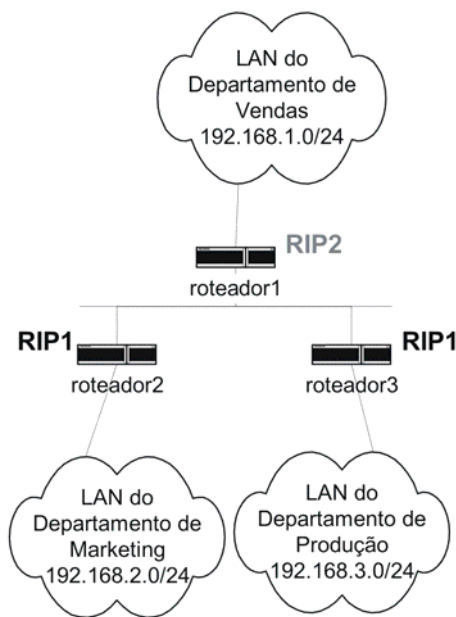 LAN do
Departamento de
Vendas
192.168.1.0/24
RIP2
roteador1
RIP1
roteador2
RIP1
roteador3
LAN do
Departamento de
Marketing
192.168.2.0/24
LAN do
Departamento de
Produção
192.168.3.0/24